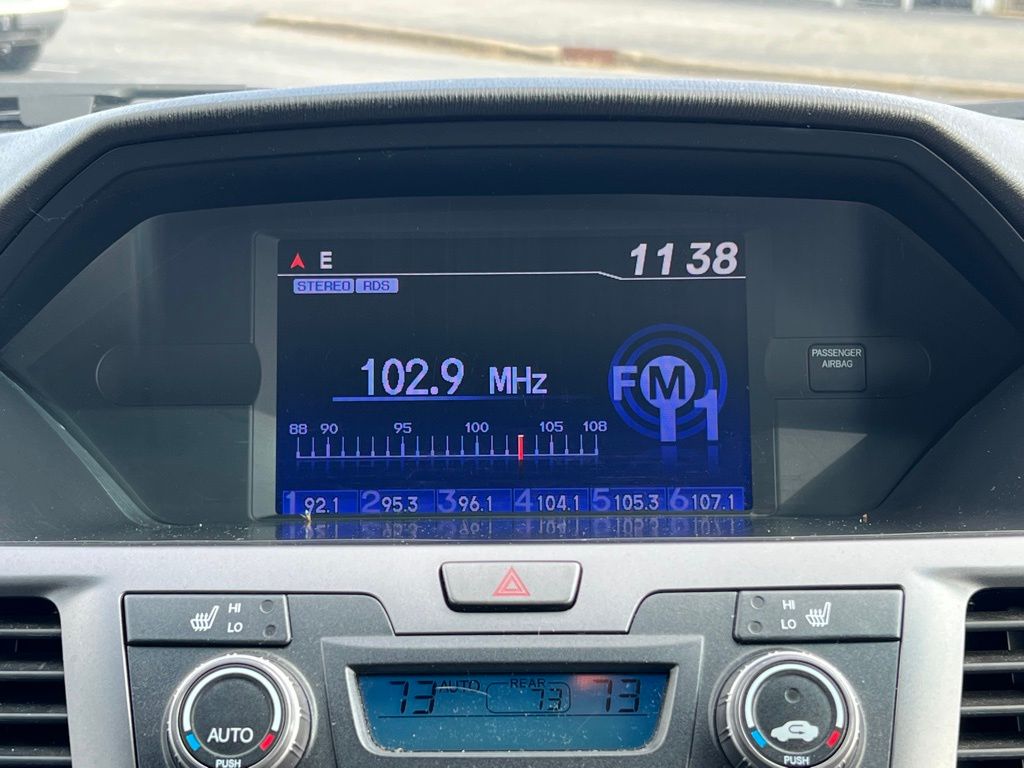 E
11 38
STEREO RDS
102.9 MHz
FM 1
PASSENGER
AIRBAG
88 90 95 100 105 108
1 92.1 2 95.3 3 96.1 4 104.1 5 105.3 6 107.1
HI
LO
HI
LO
73 AUTO REAR 73 73
AUTO
PUSH
PUSH